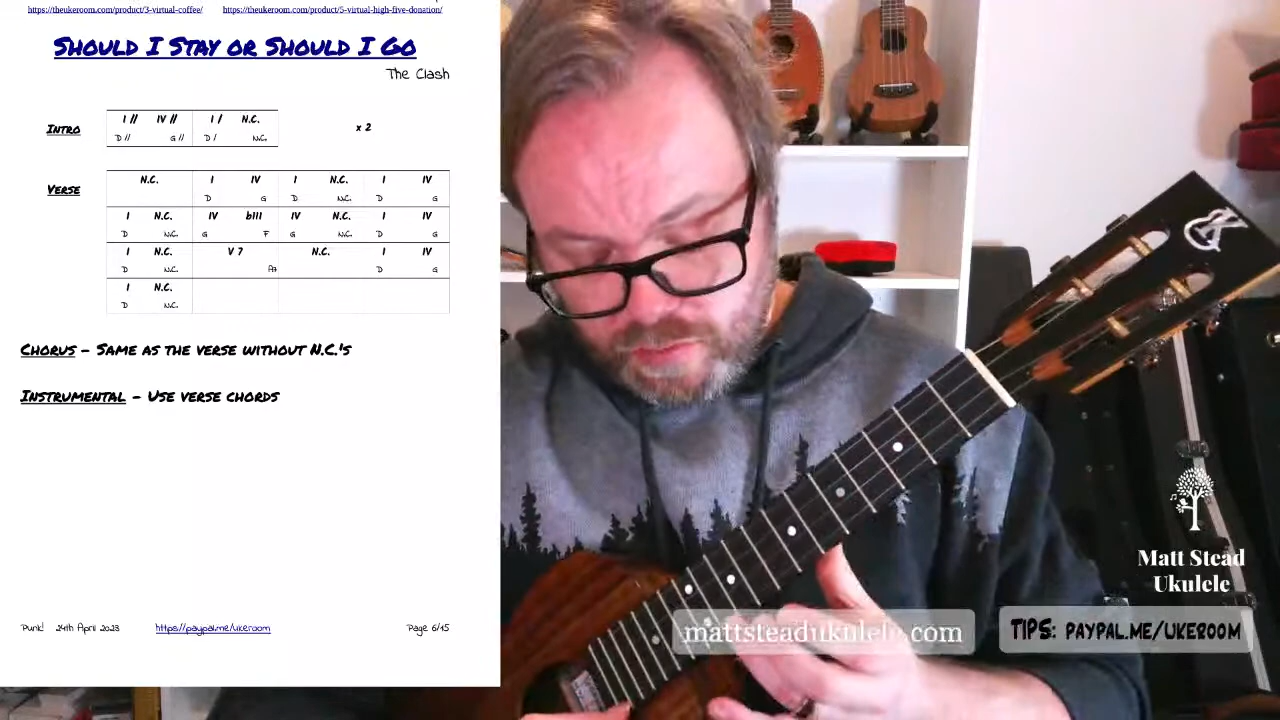 https://theukeroom.com/product/3-virtual-coffee/ https://theukeroom.com/product/5-virtual-high-five-donation/
Should I Stay or Should I Go
The Clash
Intro
I // IV // I / N.C.
D // G // D / N.C.
x 2
Verse
N.C. I IV I N.C. I IV
D G D N.C. D G
I N.C. IV bIII IV N.C. I IV
D N.C. G F G N.C. D G
I N.C. V 7 N.C. I IV
D N.C. A7 D G
I N.C.
D N.C.
Chorus – Same as the verse without N.C.'s
Instrumental – Use verse chords
Punk! 24th April 2023 https://paypal.me/ukeroom Page 6/15
Matt Stead
Ukulele
mattsteadukulele.com
TIPS: PAYPAL.ME/UKEROOM